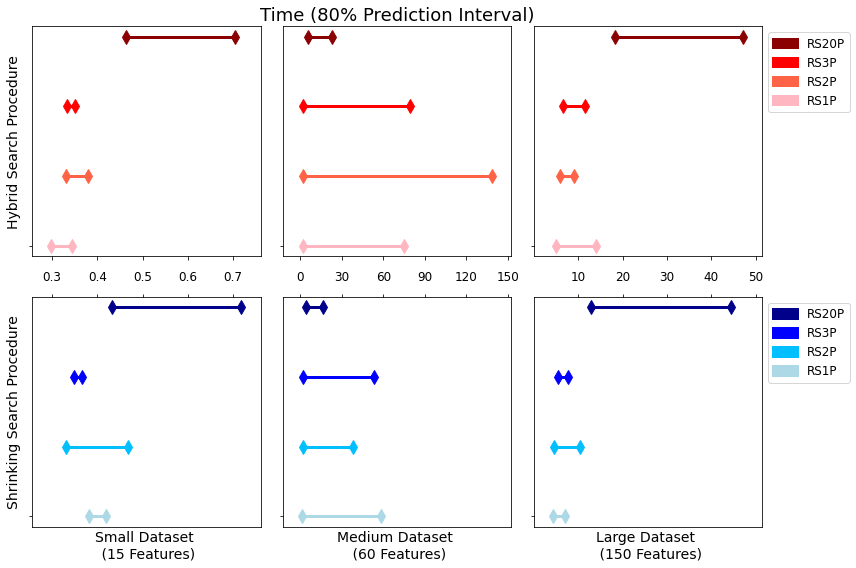 Time (80% Prediction Interval)
Hybrid Search Procedure
RS20P
RS3P
RS2P
RS1P
0.3 0.4 0.5 0.6 0.7
0 30 60 90 120 150
10 20 30 40 50
Shrinking Search Procedure
RS20P
RS3P
RS2P
RS1P
Small Dataset
(15 Features)
Medium Dataset
(60 Features)
Large Dataset
(150 Features)